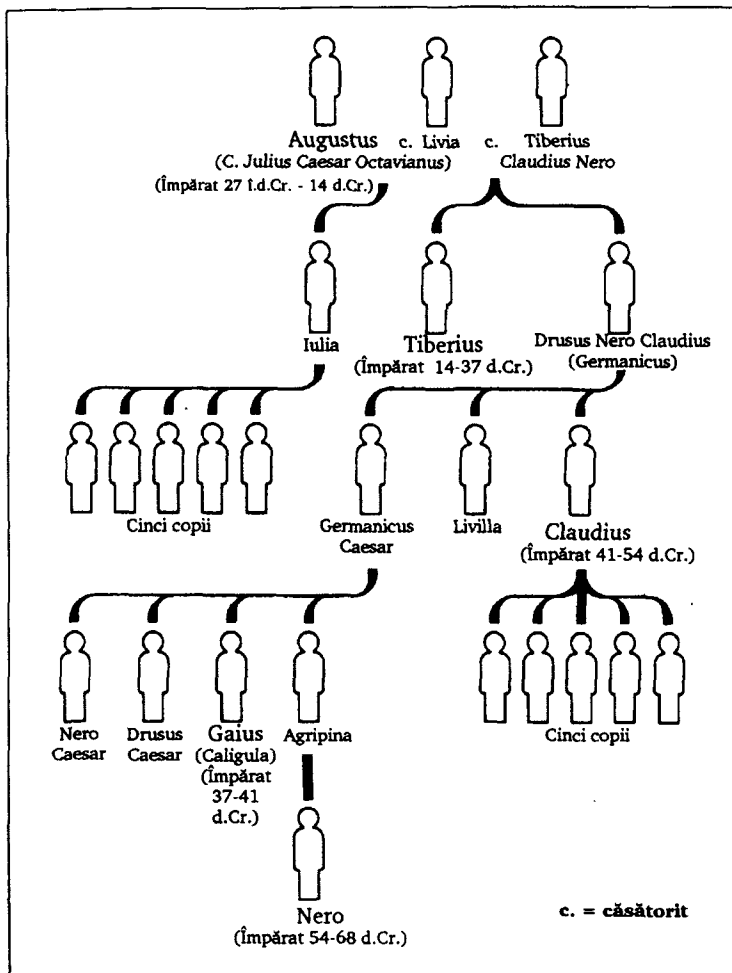 Augustus c. Livia c. Tiberius
(C. Julius Caesar Octavianus) Claudius Nero
(Împărat 27 î.d.Cr. - 14 d.Cr.)
Iulia
Tiberius
(Împărat 14-37 d.Cr.)
Drusus Nero Claudius
(Germanicus)
Cinci copii
Germanicus
Caesar
Livilla
Claudius
(Împărat 41-54 d.Cr.)
Nero
Caesar
Drusus
Caesar
Gaius
(Caligula)
(Împărat
37-41
d.Cr.)
Agripina
Cinci copii
Nero
(Împărat 54-68 d.Cr.)
c. = căsătorit